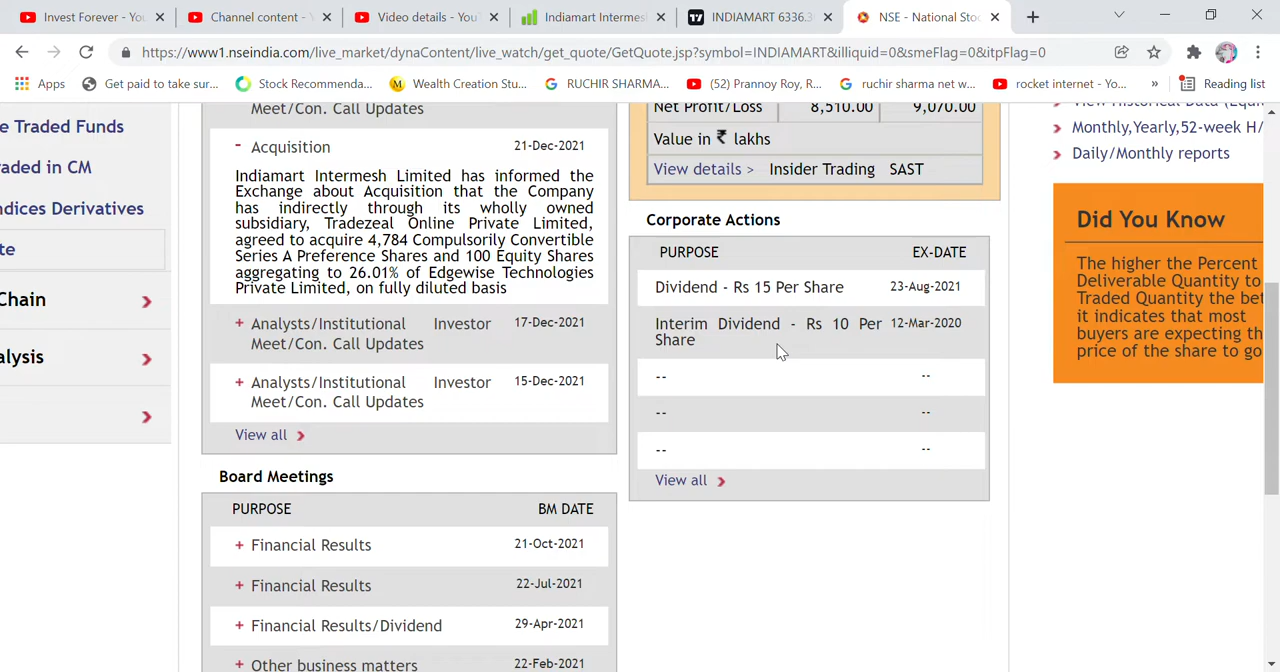 Invest Forever - You
Channel content - 
Video details - You
Indiamart Intermesh
INDIAMART 6336.3
NSE - National Stoc
https://www1.nseindia.com/live_market/dynaContent/live_watch/get_quote/GetQuote.jsp?symbol=INDIAMART&illiquid=0&smeFlag=0&itpFlag=0
Apps
Get paid to take sur...
Stock Recommenda...
Wealth Creation Stu...
RUCHIR SHARMA...
(52) Prannoy Roy, R...
ruchir sharma net w...
rocket internet - Yo...
»
Reading list
e Traded Funds
raded in CM
ndices Derivatives
te
Chain
alysis
Meet/Con. Call Updates
- Acquisition 21-Dec-2021
Indiamart Intermesh Limited has informed the
Exchange about Acquisition that the Company
has indirectly through its wholly owned
subsidiary, Tradezeal Online Private Limited,
agreed to acquire 4,784 Compulsorily Convertible
Series A Preference Shares and 100 Equity Shares
aggregating to 26.01% of Edgewise Technologies
Private Limited, on fully diluted basis
+ Analysts/Institutional Investor 17-Dec-2021
Meet/Con. Call Updates
+ Analysts/Institutional Investor 15-Dec-2021
Meet/Con. Call Updates
View all
Board Meetings
PURPOSE BM DATE
+ Financial Results 21-Oct-2021
+ Financial Results 22-Jul-2021
+ Financial Results/Dividend 29-Apr-2021
+ Other business matters 22-Feb-2021
Net Profit/Loss 8,510.00 9,070.00
Value in ₹ lakhs
View details > Insider Trading SAST
Corporate Actions
PURPOSE EX-DATE
Dividend - Rs 15 Per Share 23-Aug-2021
Interim Dividend - Rs 10 Per 12-Mar-2020
Share
-- --
-- --
-- --
View all
View Historical Data (Equi
Monthly,Yearly,52-week H/
Daily/Monthly reports
Did You Know
The higher the Percent
Deliverable Quantity to
Traded Quantity the bet
it indicates that most
buyers are expecting th
price of the share to go